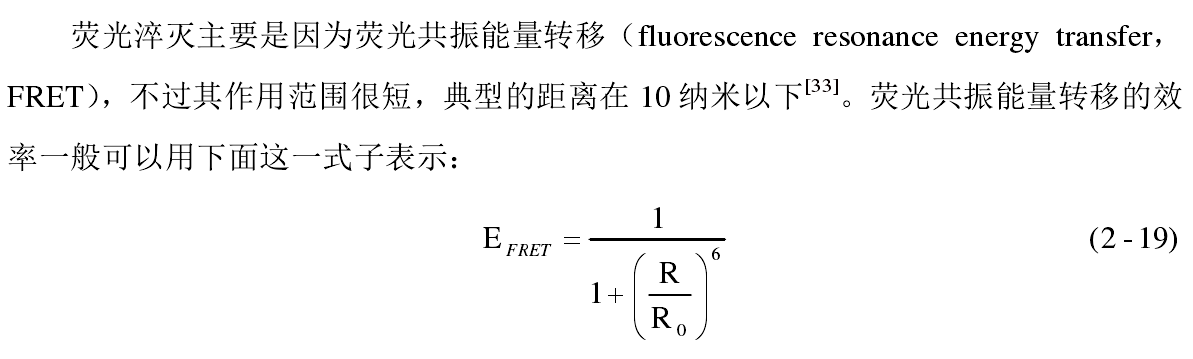 荧光淬灭主要是因为荧光共振能量转移（fluorescence resonance energy transfer，
FRET），不过其作用范围很短，典型的距离在 10 纳米以下[33]。荧光共振能量转移的效
率一般可以用下面这一式子表示：
E_{FRET} = \frac{1}{1+\left(\frac{R}{R_0}\right)^6} (2-19)